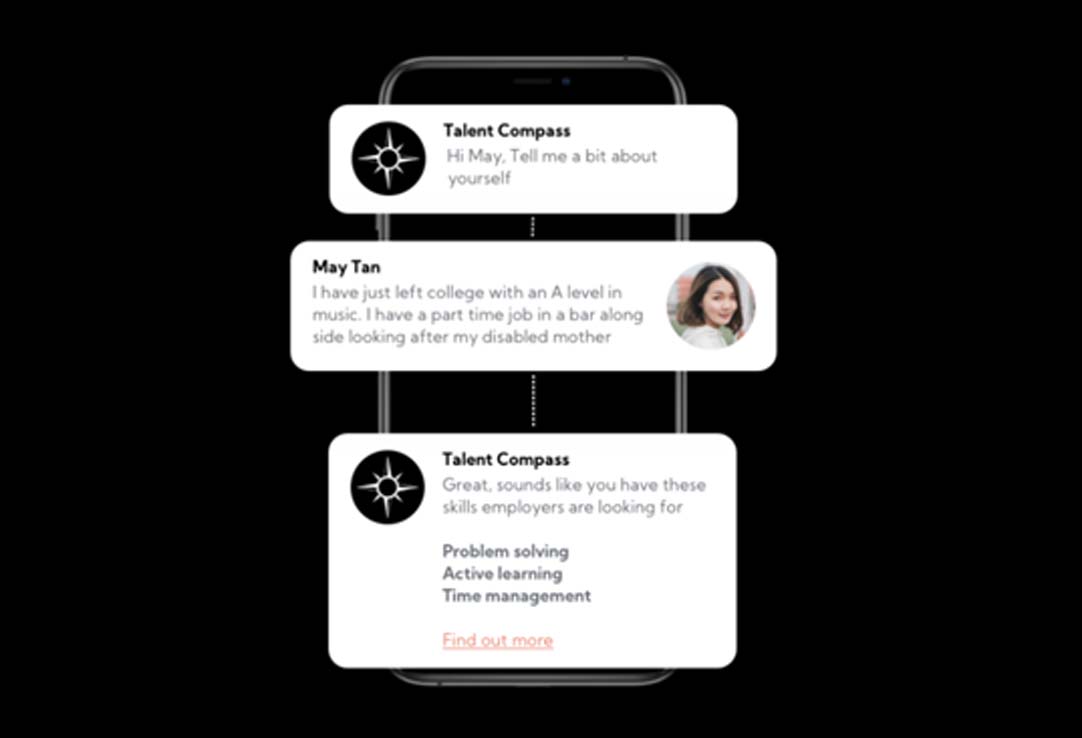 Talent Compass
Hi May, Tell me a bit about
yourself
May Tan
I have just left college with an A level in
music. I have a part time job in a bar along
side looking after my disabled mother
Talent Compass
Great, sounds like you have these
skills employers are looking for
Problem solving
Active learning
Time management
Find out more